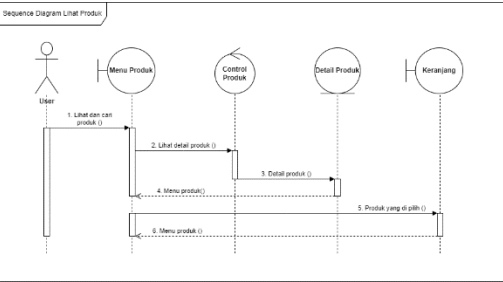 Sequence Diagram Lihat Produk
Menu Produk
Control
Produk
Detail Produk
Keranjang
User
1. Lihat dan cari
produk ()
2. Lihat detail produk ()
3. Detail produk ()
4. Menu produk()
5. Produk yang di pilih ()
6. Menu produk ()